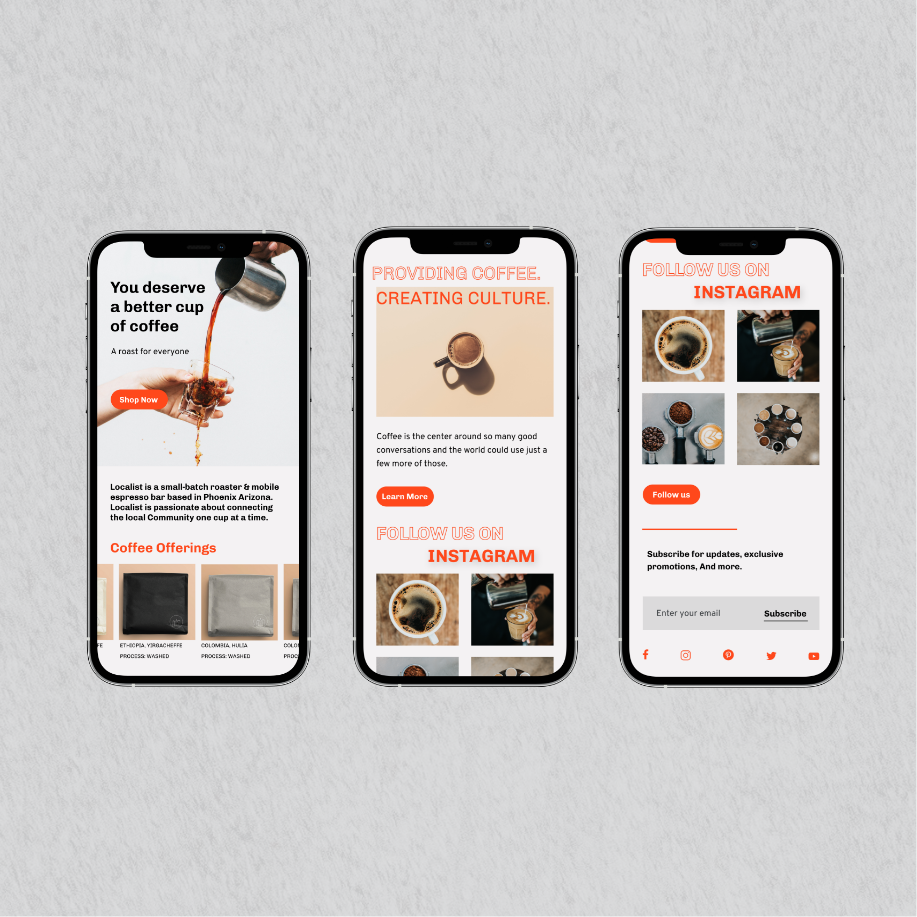 You deserve
a better cup
of coffee
A roast for everyone
Shop Now
Localist is a small-batch roaster & mobile
espresso bar based in Phoenix Arizona.
Localist is passionate about connecting
the local Community one cup at a time.
Coffee Offerings
FE
ET-SCPIA, YIRGACHEFFE
COLOMBIA, HULIA
COLO
PROCESS: WASHED
PROCESS: WASHED
PROC
PROVIDING COFFEE.
CREATING CULTURE.
Coffee is the center around so many good
conversations and the world could use just a
few more of those.
Learn More
FOLLOW US ON
INSTAGRAM
FOLLOW US ON
INSTAGRAM
Follow us
Subscribe for updates, exclusive
promotions, And more.
Enter your email
Subscribe